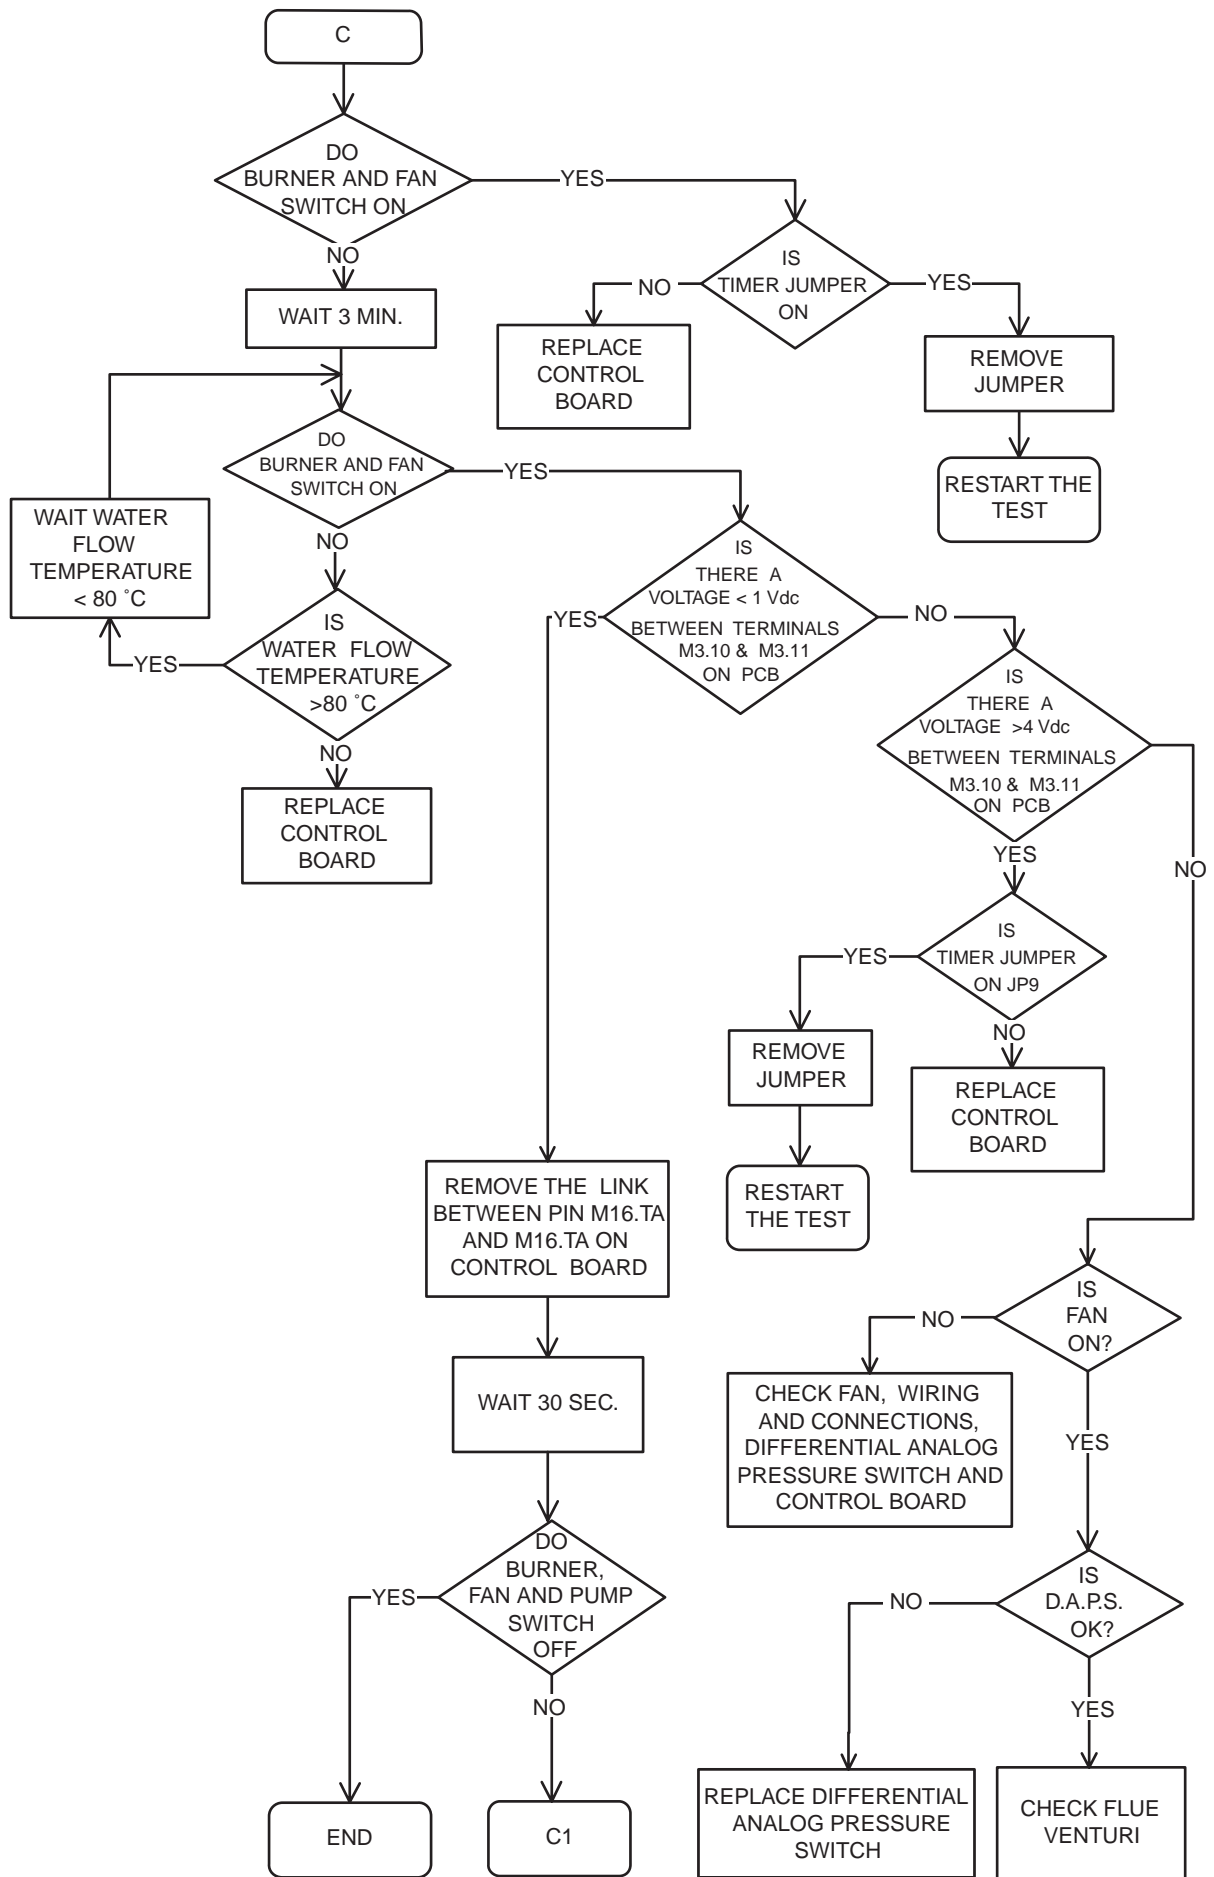 C
DO
BURNER AND FAN
SWITCH ON
YES
NO
IS
TIMER JUMPER
ON
NO
YES
WAIT 3 MIN.
REPLACE
CONTROL
BOARD
REMOVE
JUMPER
RESTART THE
TEST
DO
BURNER AND FAN
SWITCH ON
YES
NO
WAIT WATER
FLOW
TEMPERATURE
< 80 °C
IS
WATER FLOW
TEMPERATURE
>80 °C
YES
NO
REPLACE
CONTROL
BOARD
IS
THERE A
VOLTAGE < 1 Vdc
BETWEEN TERMINALS
M3.10 & M3.11
ON PCB
YES
NO
IS
THERE A
VOLTAGE >4 Vdc
BETWEEN TERMINALS
M3.10 & M3.11
ON PCB
YES
NO
IS
TIMER JUMPER
ON JP9
YES
NO
REMOVE
JUMPER
REPLACE
CONTROL
BOARD
RESTART
THE TEST
REMOVE THE LINK
BETWEEN PIN M16.TA
AND M16.TA ON
CONTROL BOARD
WAIT 30 SEC.
DO
BURNER,
FAN AND PUMP
SWITCH
OFF
YES
NO
END
C1
IS
FAN
ON?
NO
YES
CHECK FAN, WIRING
AND CONNECTIONS,
DIFFERENTIAL ANALOG
PRESSURE SWITCH AND
CONTROL BOARD
IS
D.A.P.S.
OK?
NO
YES
REPLACE DIFFERENTIAL
ANALOG PRESSURE
SWITCH
CHECK FLUE
VENTURI